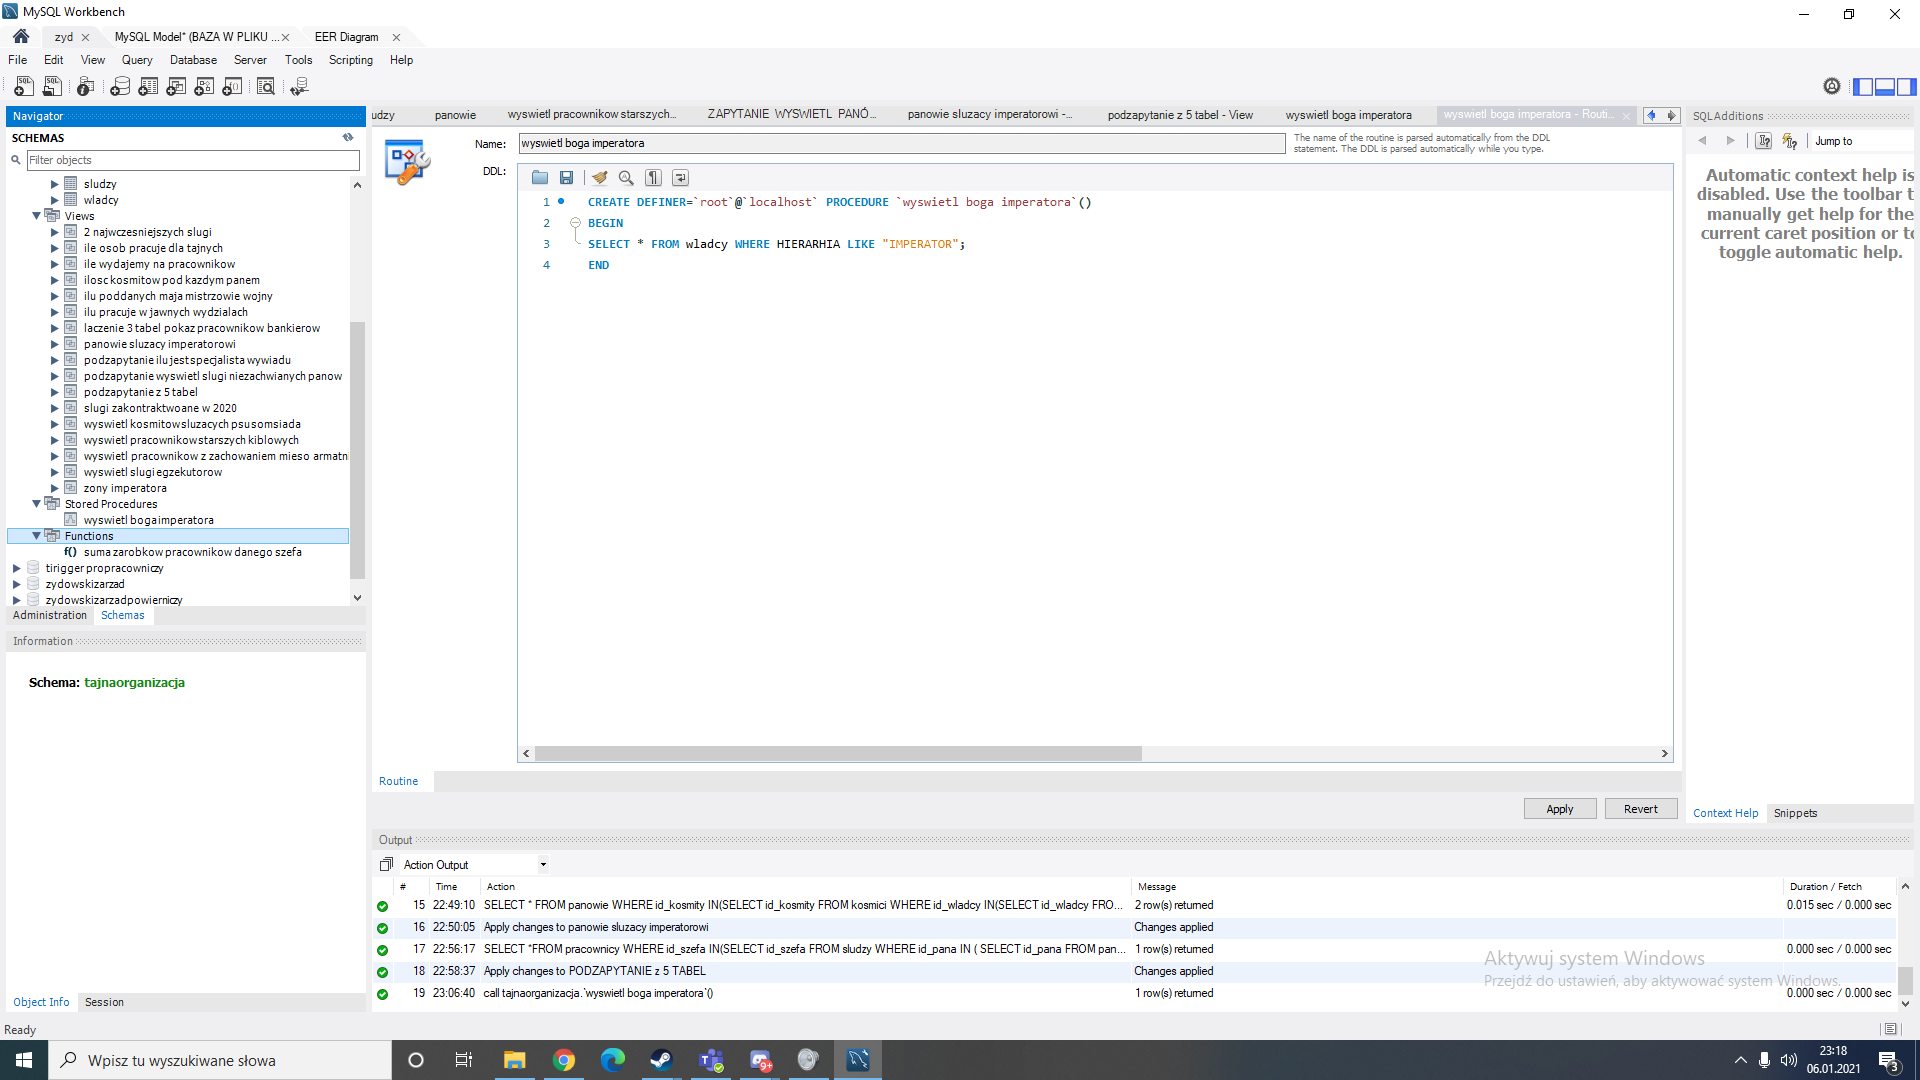 MySQL Workbench
zyd
MySQL Model* (BAZA W PLIKU ...
EER Diagram
File Edit View Query Database Server Tools Scripting Help
Navigator
SCHEMAS
Filter objects
sludzy
wladcy
Views
2 najwczesniejszych slugi
ile osob pracuje dla tajnych
ile wydajemy na pracownikow
ilosc kosmitow pod kazdym panem
ilu poddanych maja mistrzowie wojny
ilu pracuje w jawnych wydzialach
laczenie 3 tabel pokaz pracownikow bankierow
panowie sluzacy imperatorowi
podzapytanie ilu jest specjalista wywiadu
podzapytanie wyswietl slugi niezachwianych panow
podzapytanie z 5 tabel
slugi zakontraktwoane w 2020
wyswietl kosmitow sluzacych psu somsiada
wyswietl pracownikow starszych kiblowych
wyswietl pracownikow z zachowaniem mieso armatn
wyswietl slugi egzekutorow
zony imperatora
Stored Procedures
wyswietl boga imperatora
Functions
f() suma zarobkow pracownikow danego szefa
tirigger propracowniczy
zydowskizarzad
zydowskizarzadpowierniczy
Administration Schemas
Information
Schema: tajnaorganizacja
Object Info Session
Ready
udzy
panowie
wyswietl pracownikow starszych...
ZAPYTANIE WYSWIETL PANÓ...
panowie sluzacy imperatorowi -...
podzapytanie z 5 tabel - View
wyswietl boga imperatora
wyswietl boga imperatora - Routi...
Name:
wyswietl boga imperatora
The name of the routine is parsed automatically from the DDL
statement. The DDL is parsed automatically while you type.
DDL:
1 CREATE DEFINER=`root`@`localhost` PROCEDURE `wyswietl boga imperatora`()
2 BEGIN
3 SELECT * FROM wladcy WHERE HIERARHIA LIKE "IMPERATOR";
4 END
Routine
Apply Revert
SQLAdditions
Jump to
Automatic context help is
disabled. Use the toolbar t
manually get help for the
current caret position or to
toggle automatic help.
Context Help Snippets
Output
Action Output
# Time Action Message Duration / Fetch
15 22:49:10 SELECT * FROM panowie WHERE id_kosmity IN(SELECT id_kosmity FROM kosmici WHERE id_wladcy IN(SELECT id_wladcy FRO... 2 row(s) returned 0.015 sec / 0.000 sec
16 22:50:05 Apply changes to panowie sluzacy imperatorowi Changes applied
17 22:56:17 SELECT *FROM pracownicy WHERE id_szefa IN(SELECT id_szefa FROM sludzy WHERE id_pana IN ( SELECT id_pana FROM pan... 1 row(s) returned 0.000 sec / 0.000 sec
18 22:58:37 Apply changes to PODZAPYTANIE z 5 TABEL Changes applied
19 23:06:40 call tajnaorganizacja.`wyswietl boga imperatora`() 1 row(s) returned 0.000 sec / 0.000 sec
Aktywuj system Windows
Przejdź do ustawień, aby aktywować system Windows.
Wpisz tu wyszukiwane słowa
9+
23:18
06.01.2021
3